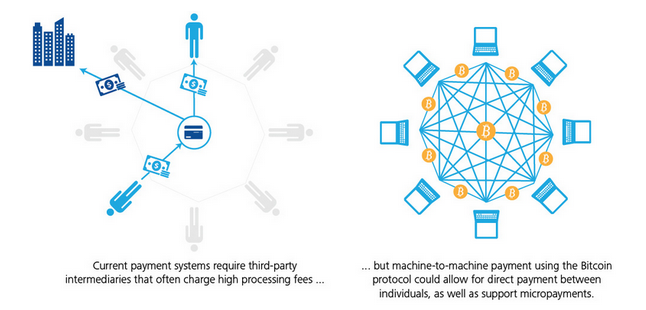 Current payment systems require third-party
intermediaries that often charge high processing fees ...
... but machine-to-machine payment using the Bitcoin
protocol could allow for direct payment between
individuals, as well as support micropayments.